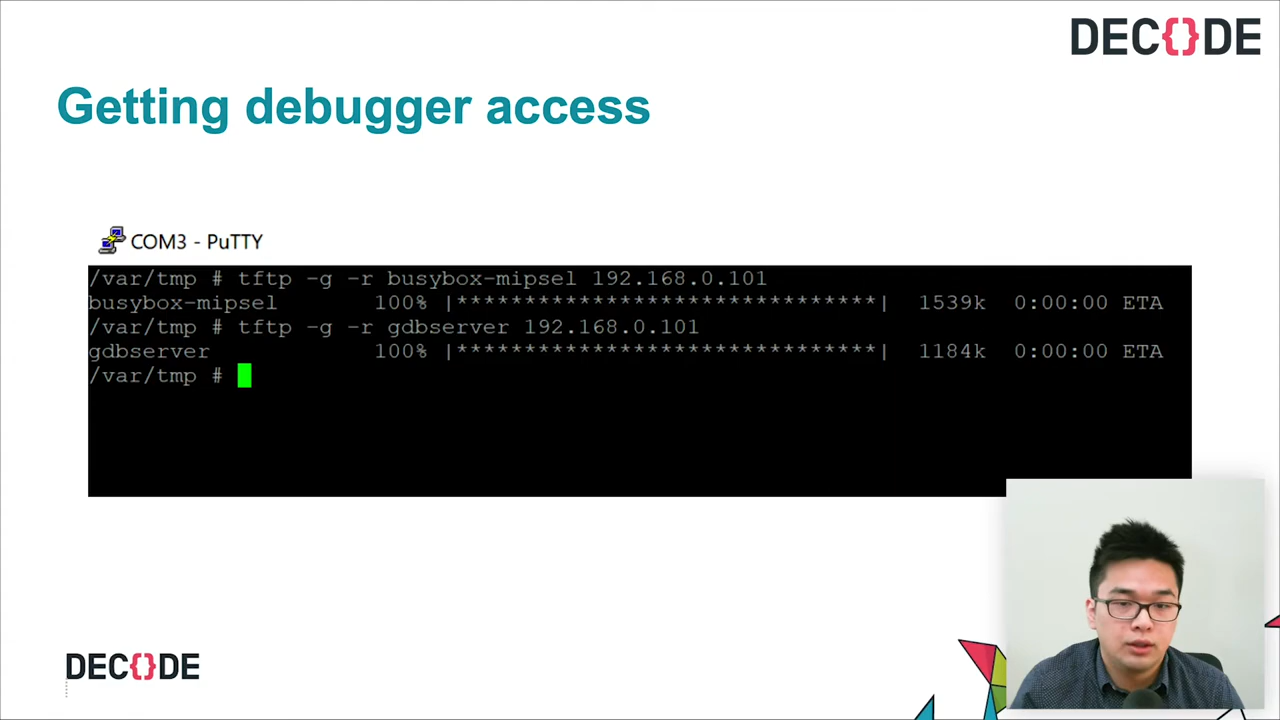 DEC{}DE
Getting debugger access
COM3 - PuTTY
/var/tmp # tftp -g -r busybox-mipsel 192.168.0.101
busybox-mipsel 100% |*******************************| 1539k 0:00:00 ETA
/var/tmp # tftp -g -r gdbserver 192.168.0.101
gdbserver 100% |*******************************| 1184k 0:00:00 ETA
/var/tmp #
DEC{}DE